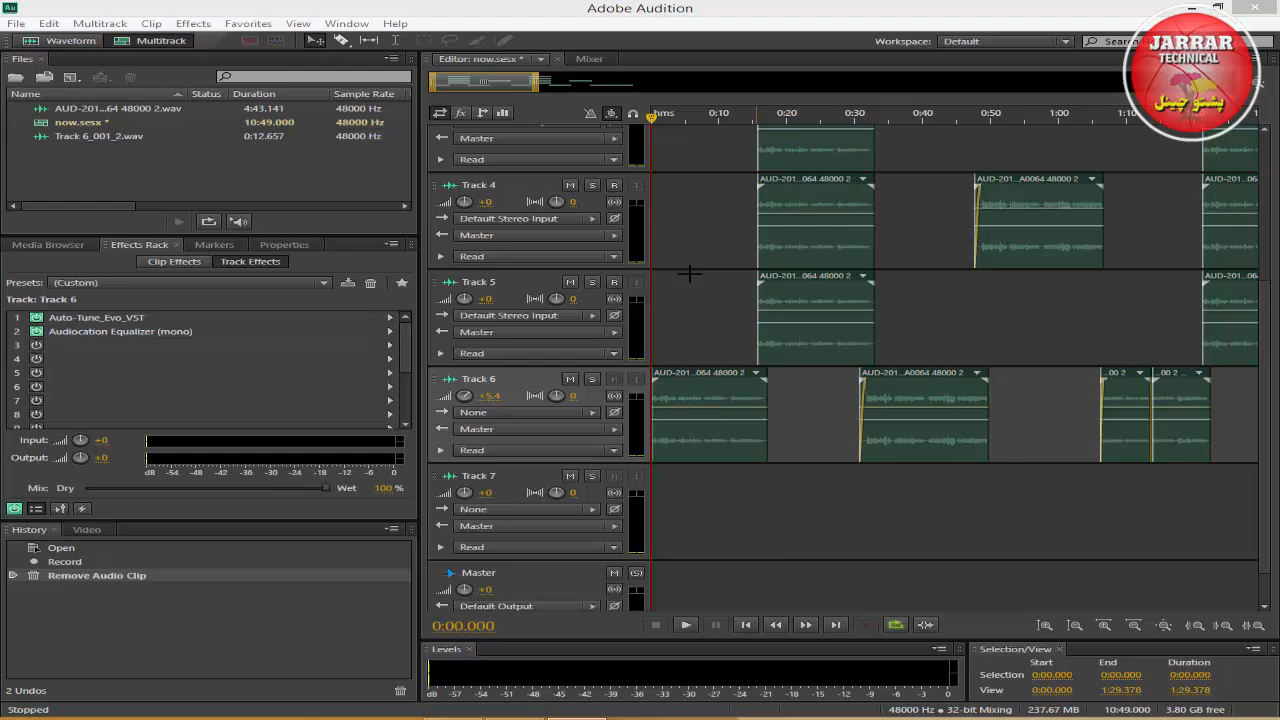 Adobe Audition
File Edit Multitrack Clip Effects Favorites View Window Help
Waveform Multitrack Workspace: Default
JARRAR
TECHNICAL
پشتو چینل
Files
Name Status Duration Sample Rate
AUD-201...64 48000 2.wav 4:43.141 48000 Hz
now.sesx * 10:49.000 48000 Hz
Track 6_001_2.wav 0:12.657 48000 Hz
Media Browser Effects Rack Markers Properties
Clip Effects Track Effects
Presets: (Custom)
Track: Track 6
1 Auto-Tune_Evo_VST
2 Audiocation Equalizer (mono)
3
4
5
6
7
8
Input: +0
Output: +0
dB -54 -48 -42 -36 -30 -24 -18 -12 -6 0
Mix: Dry Wet 100 %
History Video
Open
Record
Remove Audio Clip
2 Undos
Stopped
Editor: now.sesx * Mixer
hms 0:10 0:20 0:30 0:40 0:50 1:00 1:10
Master
Read
Track 4 M S R I
+0 0
Default Stereo Input
Master
Read
AUD-201...064 48000 2 AUD-201...A0064 48000 2 AUD-201...06
Track 5 M S R I
+0 0
Default Stereo Input
Master
Read
AUD-201...064 48000 2 AUD-201...06
Track 6 M S R I
+5.4 0
None
Master
Read
AUD-201...064 48000 2 AUD-201...A0064 48000 2 ...00 2 ...00 2 ...
Track 7 M S R I
+0 0
None
Master
Read
Master M (S)
+0
Default Output
0:00.000
Levels
dB -57 -54 -51 -48 -45 -42 -39 -36 -33 -30 -27 -24 -21 -18 -15 -12 -9 -6 -3 0
Selection/View
Start End Duration
Selection 0:00.000 0:00.000 0:00.000
View 0:00.000 1:29.378 1:29.378
48000 Hz ● 32-bit Mixing 237.67 MB 10:49.000 3.80 GB free